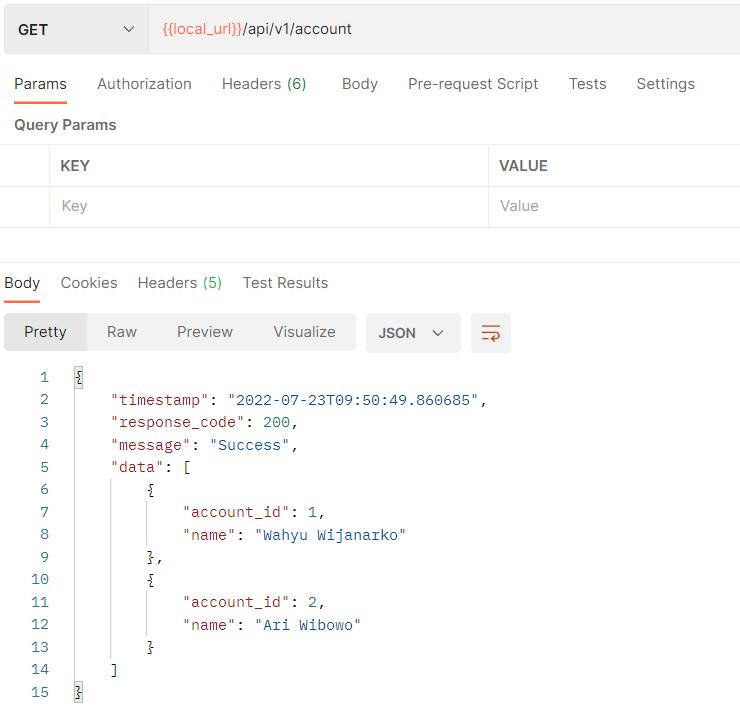 GET {{local_url}}/api/v1/account
Params Authorization Headers (6) Body Pre-request Script Tests Settings
Query Params
KEY VALUE
Key Value
Body Cookies Headers (5) Test Results
Pretty Raw Preview Visualize JSON
1 {
2 "timestamp": "2022-07-23T09:50:49.860685",
3 "response_code": 200,
4 "message": "Success",
5 "data": [
6 {
7 "account_id": 1,
8 "name": "Wahyu Wijanarko"
9 },
10 {
11 "account_id": 2,
12 "name": "Ari Wibowo"
13 }
14 ]
15 }